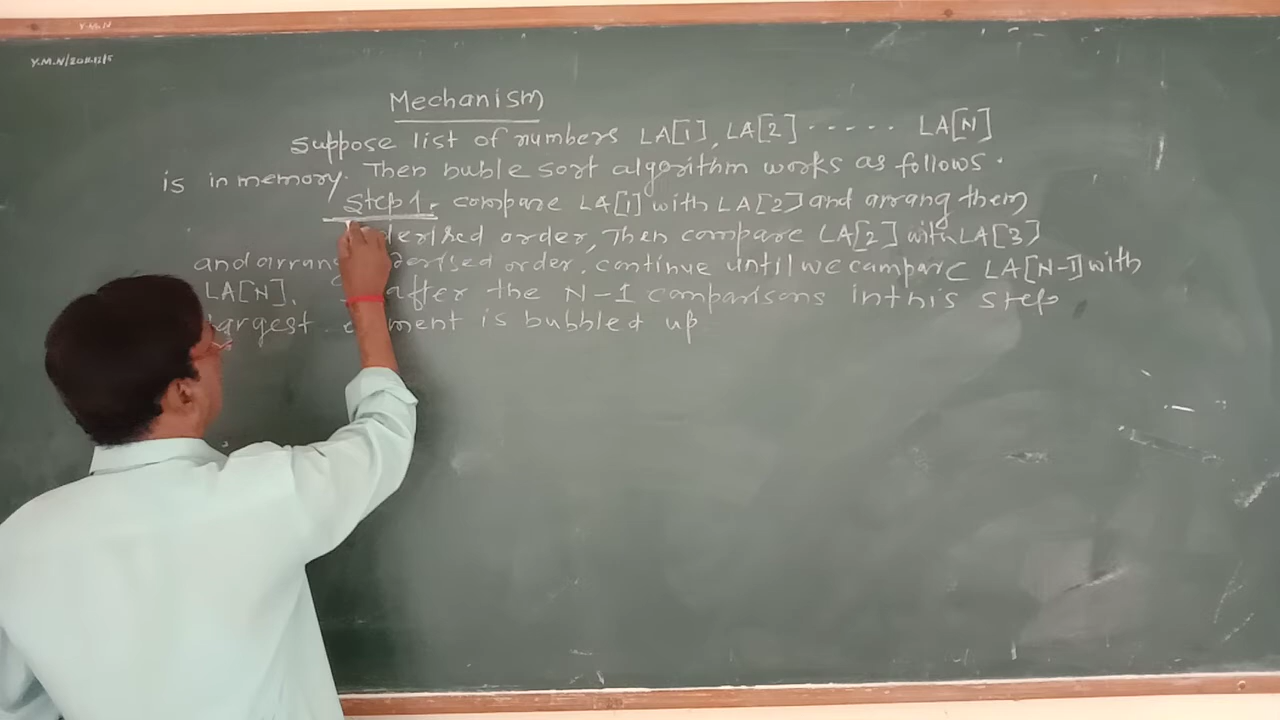 Y.M.N
Y.M.N/2011.12/5
Mechanism
suppose list of numbers LA[1], LA[2] ...... LA[N]
is in memory. Then buble sort algorithm works as follows.
Step 1. compare LA[1] with LA[2] and arrang them
order, Then compare LA[2] with LA[3]
and order. continue until we campare LA[N-1] with
LA[N]. after the N-1 comparisons in this step
largest is bubbled up